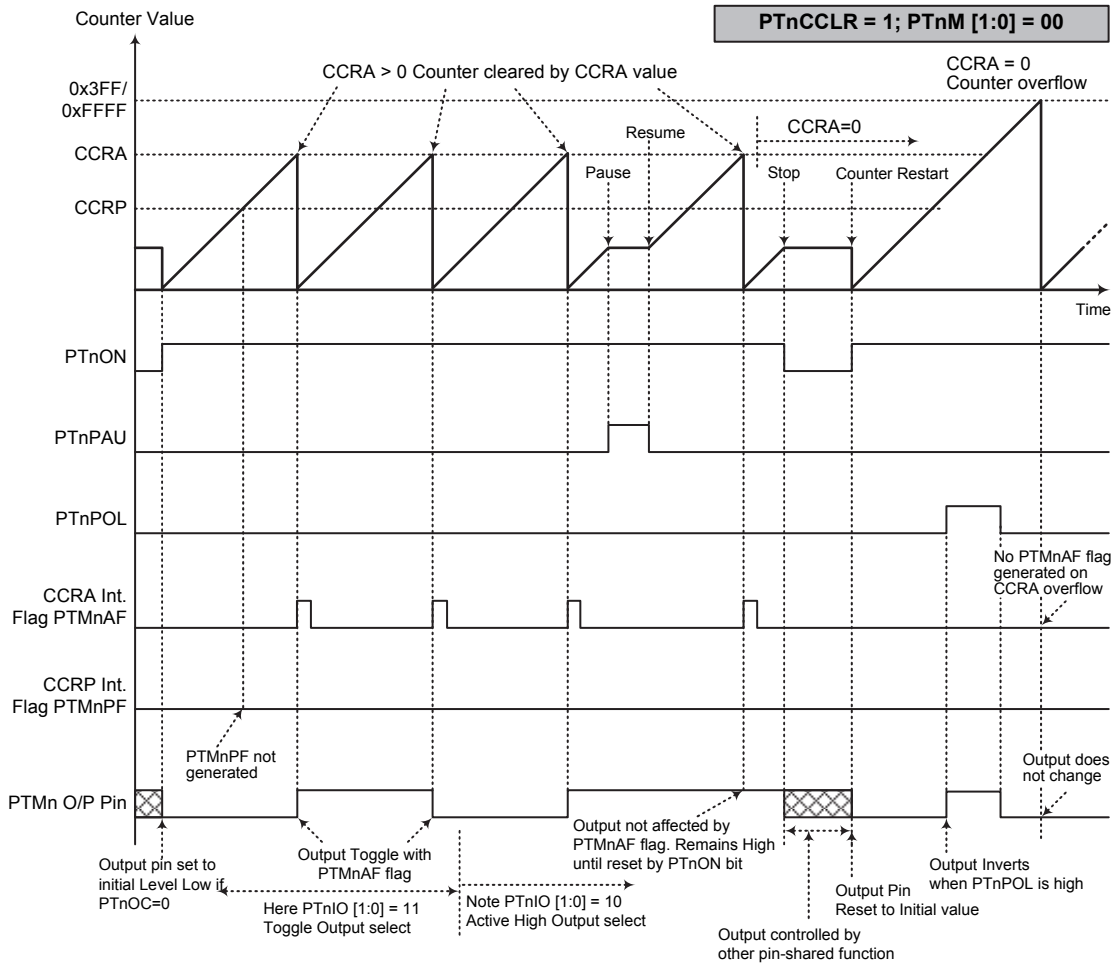 Counter Value
PTnCCLR = 1; PTnM [1:0] = 00
CCRA > 0 Counter cleared by CCRA value
CCRA = 0
Counter overflow
0x3FF/
0xFFFF
CCRA=0
Resume
CCRA
Pause
Stop
Counter Restart
CCRP
Time
PTnON
PTnPAU
PTnPOL
No PTMnAF flag
generated on
CCRA overflow
CCRA Int.
Flag PTMnAF
CCRP Int.
Flag PTMnPF
PTMnPF not
generated
Output does
not change
PTMn O/P Pin
Output not affected by
PTMnAF flag. Remains High
until reset by PTnON bit
Output Toggle with
PTMnAF flag
Output pin set to
initial Level Low if
PTnOC=0
Output Inverts
when PTnPOL is high
Output Pin
Reset to Initial value
Here PTnIO [1:0] = 11
Toggle Output select
Note PTnIO [1:0] = 10
Active High Output select
Output controlled by
other pin-shared function